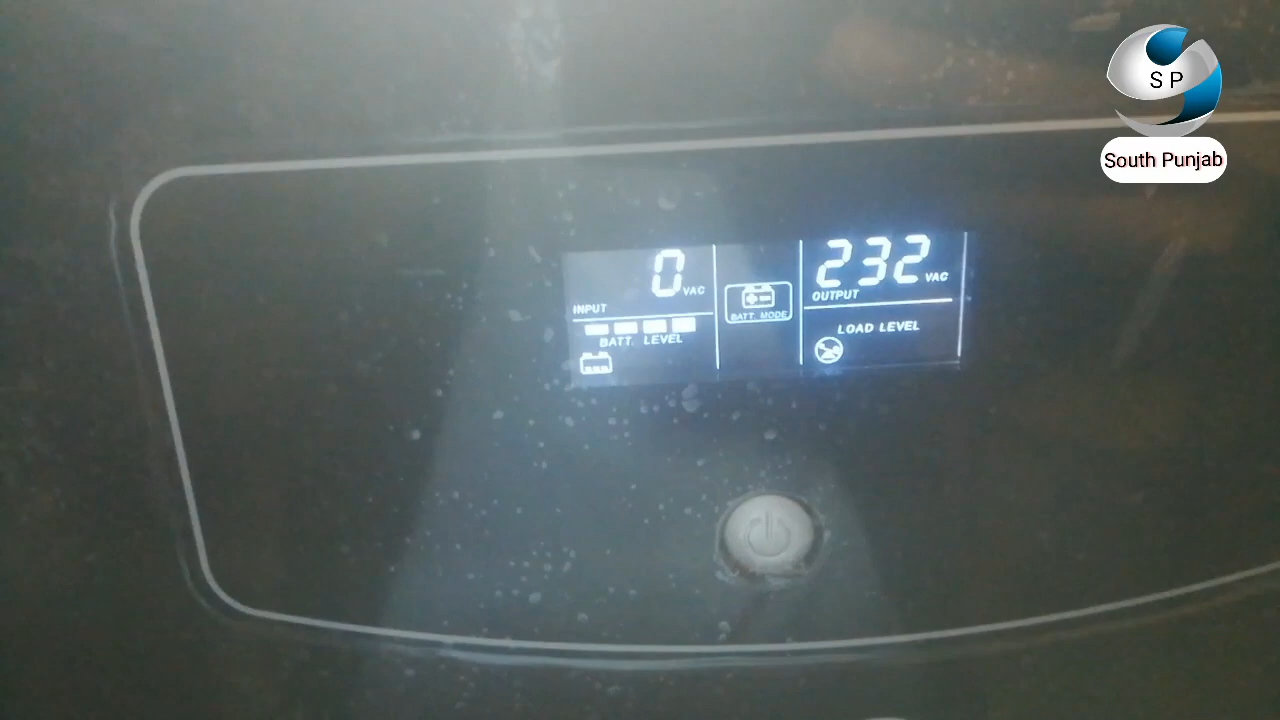 S P
South Punjab
0 VAC
INPUT
BATT. LEVEL
BATT. MODE
232 VAC
OUTPUT
LOAD LEVEL